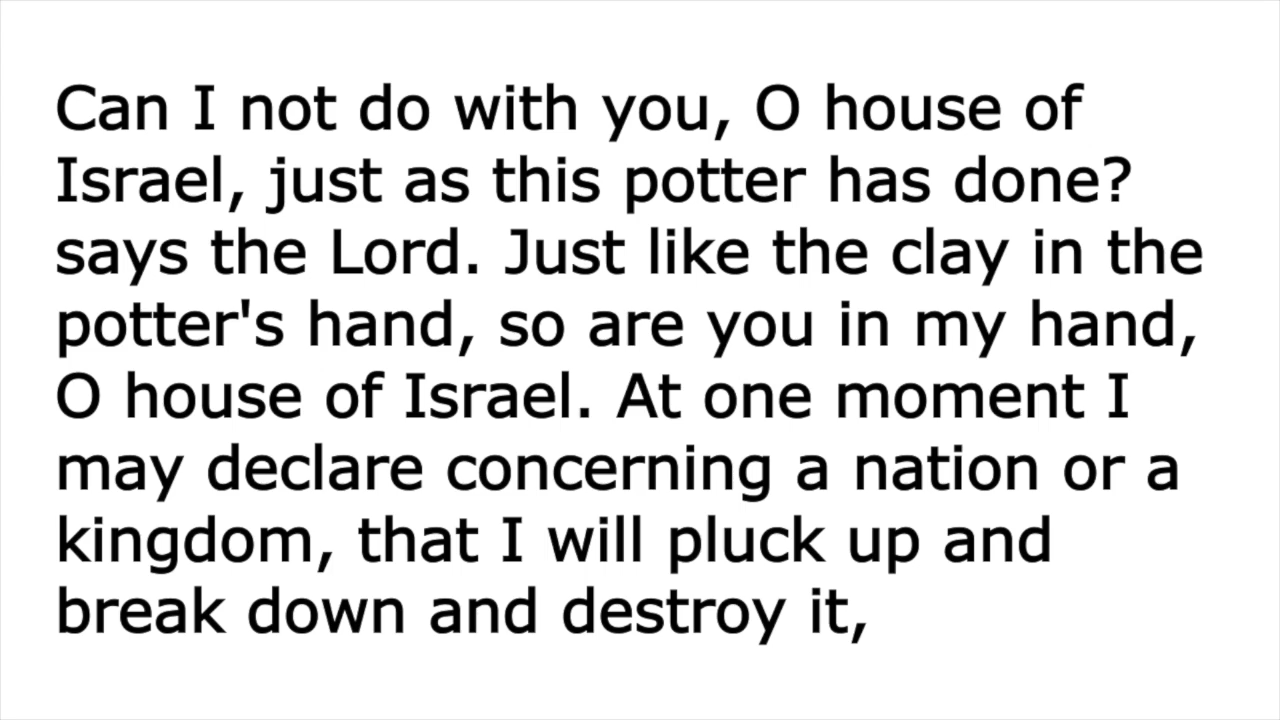 Can I not do with you, O house of
Israel, just as this potter has done?
says the Lord. Just like the clay in the
potter's hand, so are you in my hand,
O house of Israel. At one moment I
may declare concerning a nation or a
kingdom, that I will pluck up and
break down and destroy it,